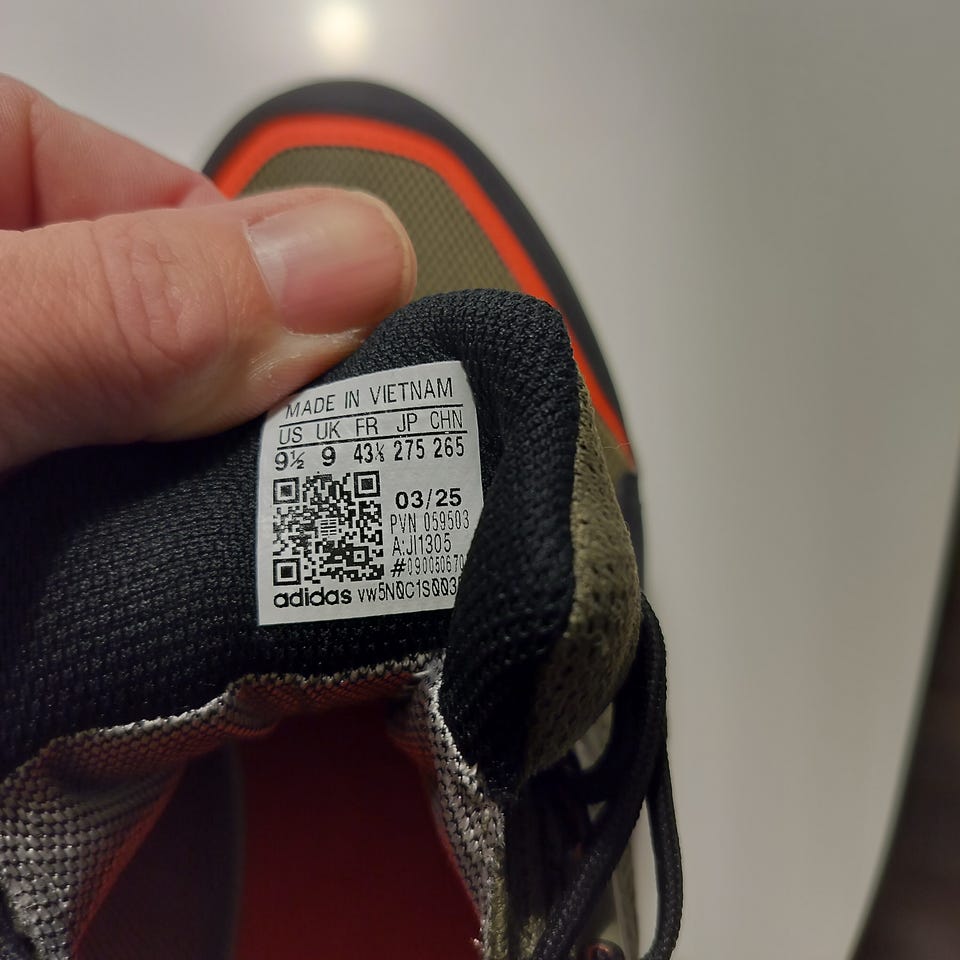 MADE IN VIETNAM
US UK FR JP CHN
9½ 9 43⅓ 275 265
03/25
PVN 059503
A:JI1305
#090050670
adidas